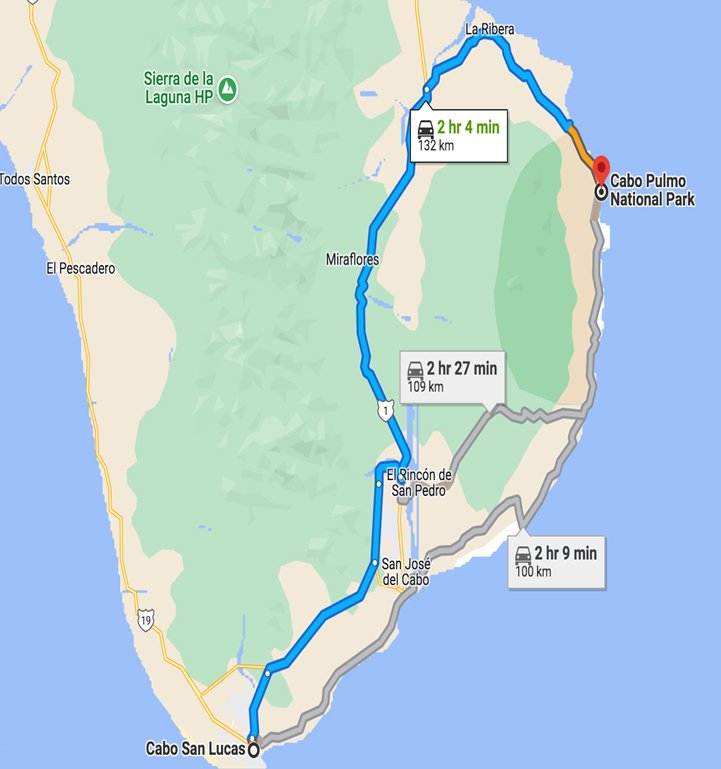 La Ribera
Sierra de la
Laguna HP
2 hr 4 min
132 km
Todos Santos
Cabo Pulmo
National Park
Miraflores
El Pescadero
2 hr 27 min
109 km
1
El Rincón de
San Pedro
2 hr 9 min
100 km
San José
del Cabo
19
Cabo San Lucas